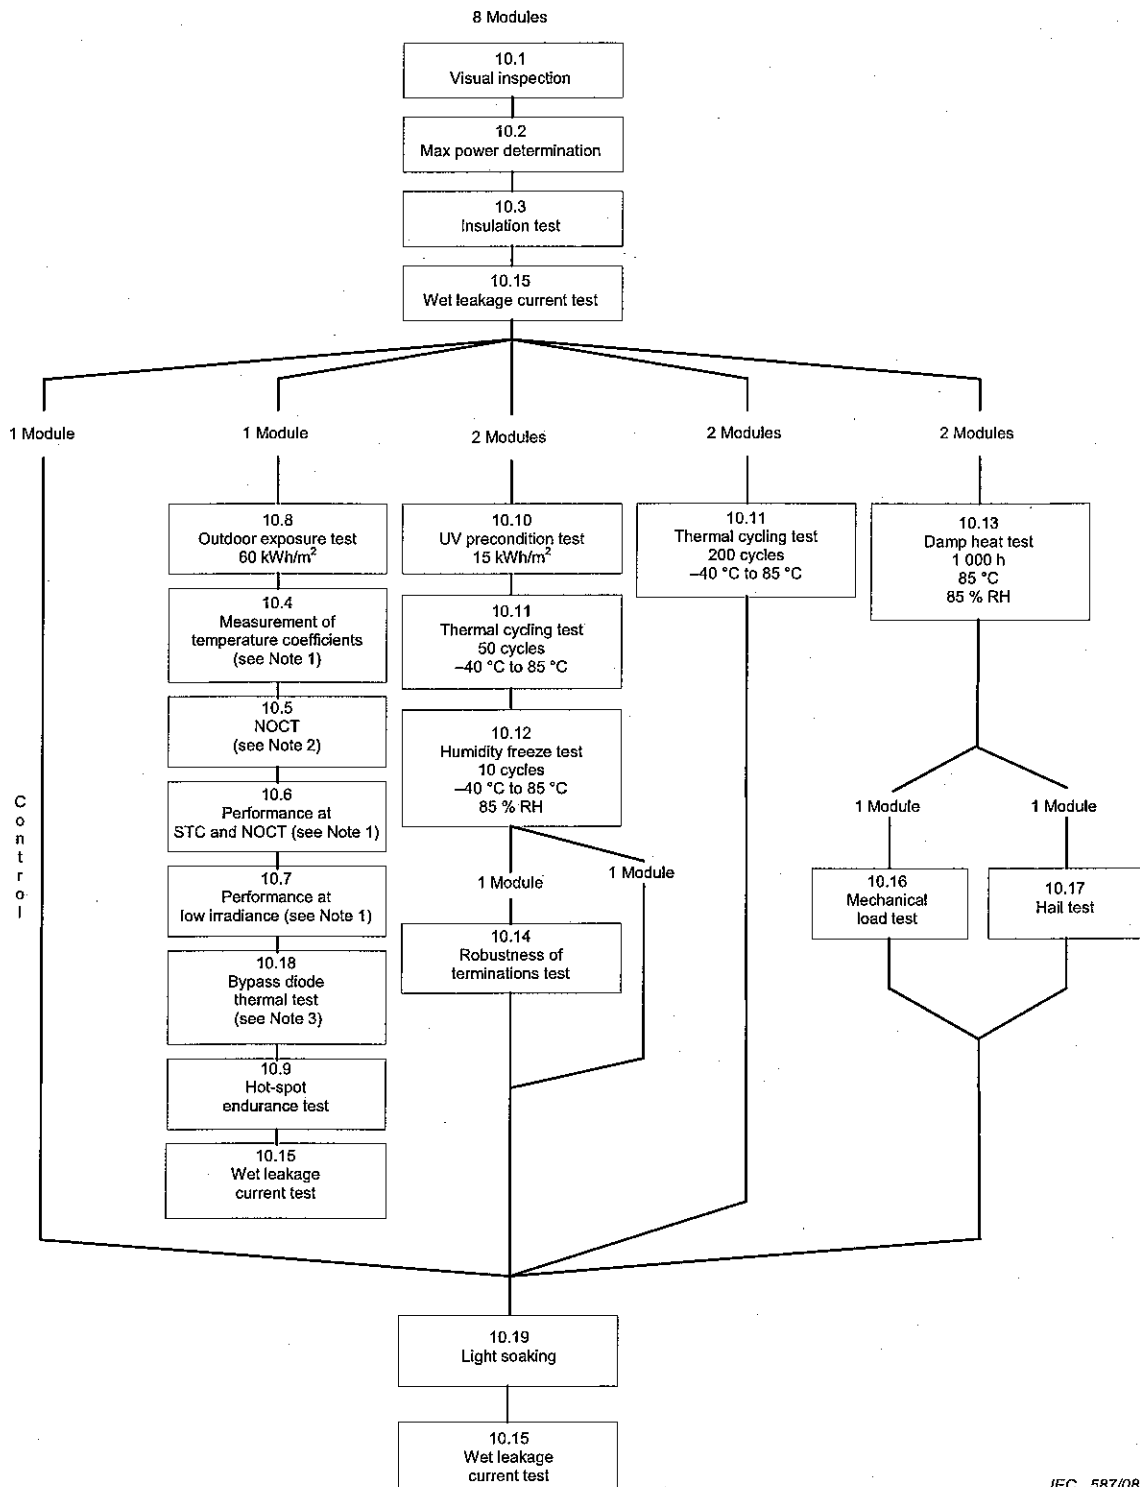 8 Modules
10.1
Visual inspection
10.2
Max power determination
10.3
Insulation test
10.15
Wet leakage current test
1 Module
1 Module
2 Modules
2 Modules
2 Modules
Control
10.8
Outdoor exposure test
60 kWh/m²
10.4
Measurement of
temperature coefficients
(see Note 1)
10.5
NOCT
(see Note 2)
10.6
Performance at
STC and NOCT (see Note 1)
10.7
Performance at
low irradiance (see Note 1)
10.18
Bypass diode
thermal test
(see Note 3)
10.9
Hot-spot
endurance test
10.15
Wet leakage
current test
10.10
UV precondition test
15 kWh/m²
10.11
Thermal cycling test
50 cycles
–40 °C to 85 °C
10.12
Humidity freeze test
10 cycles
–40 °C to 85 °C
85 % RH
1 Module
1 Module
10.14
Robustness of
terminations test
10.11
Thermal cycling test
200 cycles
–40 °C to 85 °C
10.13
Damp heat test
1 000 h
85 °C
85 % RH
1 Module
1 Module
10.16
Mechanical
load test
10.17
Hail test
10.19
Light soaking
10.15
Wet leakage
current test
IEC 587/08